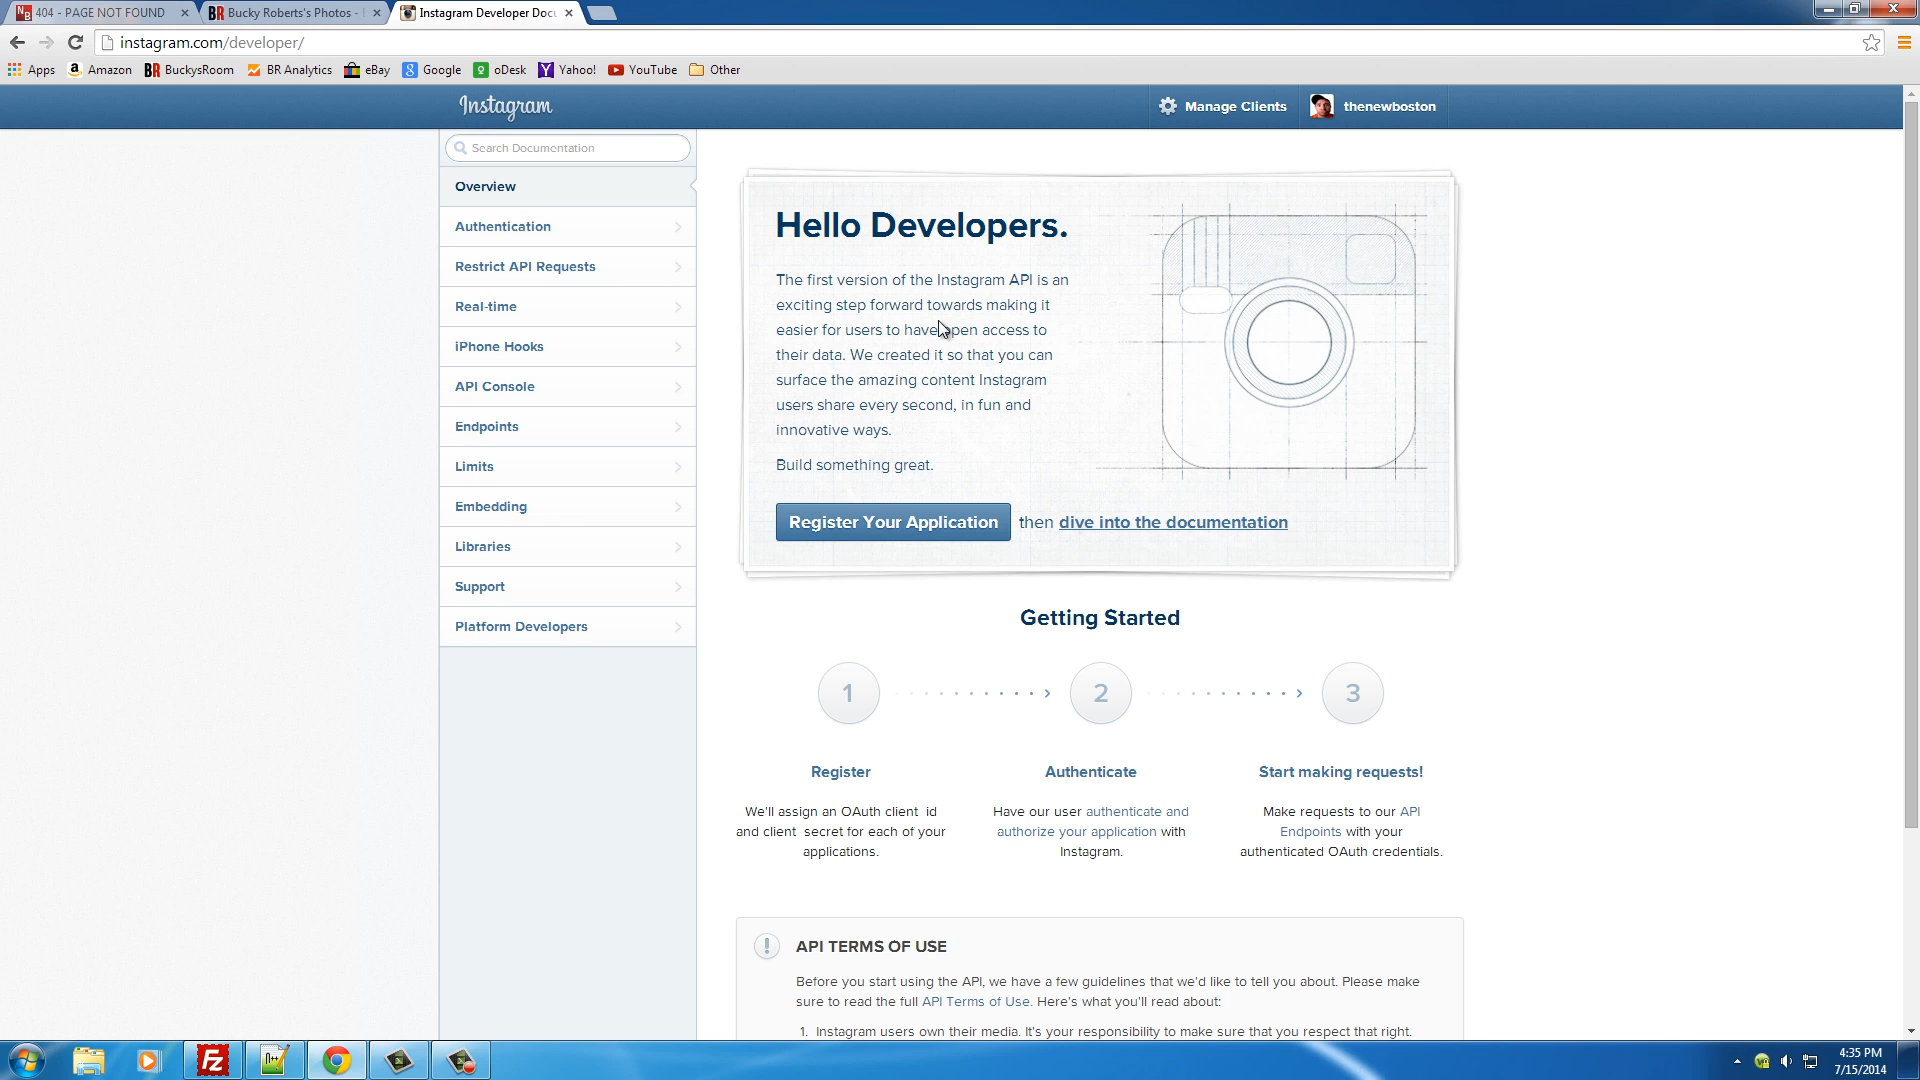 404 - PAGE NOT FOUND
Bucky Roberts's Photos -
Instagram Developer Docu
instagram.com/developer/
Apps
Amazon
BuckysRoom
BR Analytics
eBay
Google
oDesk
Yahoo!
YouTube
Other
Instagram
Manage Clients
thenewboston
Search Documentation
Overview
Authentication
Restrict API Requests
Real-time
iPhone Hooks
API Console
Endpoints
Limits
Embedding
Libraries
Support
Platform Developers
Hello Developers.
The first version of the Instagram API is an
exciting step forward towards making it
easier for users to have open access to
their data. We created it so that you can
surface the amazing content Instagram
users share every second, in fun and
innovative ways.
Build something great.
Register Your Application then dive into the documentation
Getting Started
1
2
3
Register
We'll assign an OAuth client id
and client secret for each of your
applications.
Authenticate
Have our user authenticate and
authorize your application with
Instagram.
Start making requests!
Make requests to our API
Endpoints with your
authenticated OAuth credentials.
API TERMS OF USE
Before you start using the API, we have a few guidelines that we'd like to tell you about. Please make
sure to read the full API Terms of Use. Here's what you'll read about:
1. Instagram users own their media. It's your responsibility to make sure that you respect that right.
4:35 PM
7/15/2014